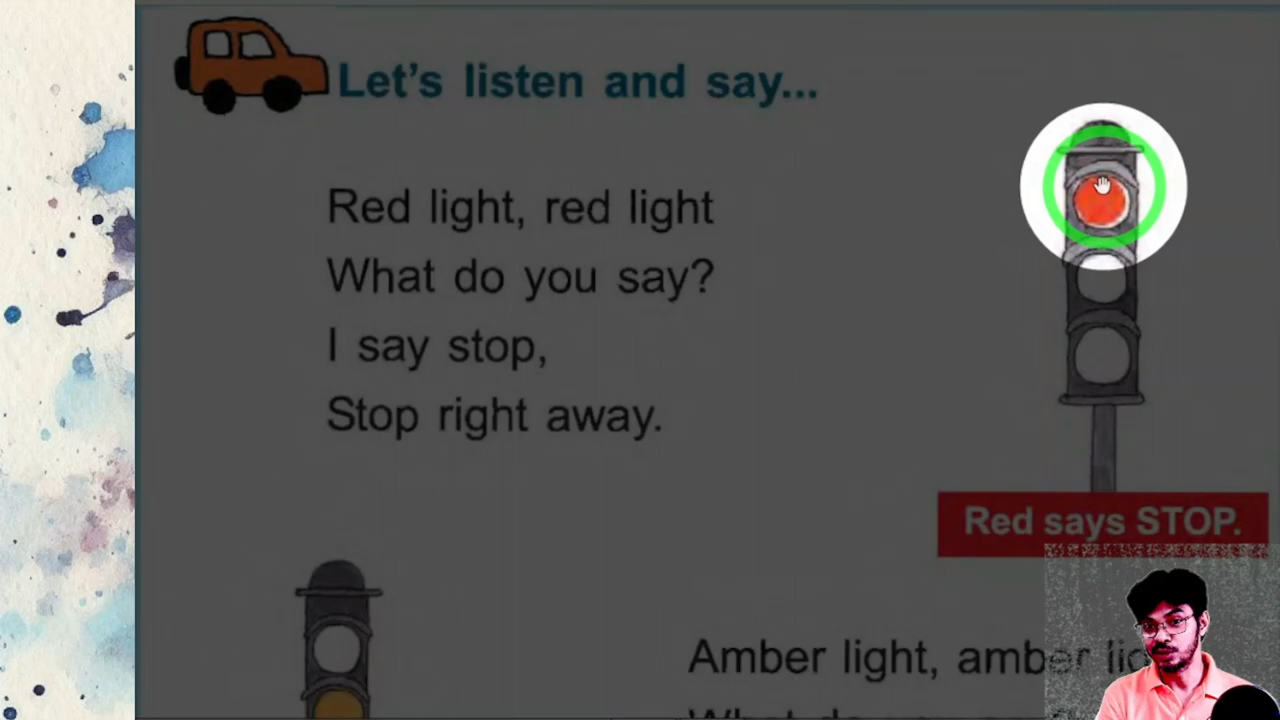 Let's listen and say...
Red light, red light
What do you say?
I say stop,
Stop right away.
Red says STOP.
Amber light, amber